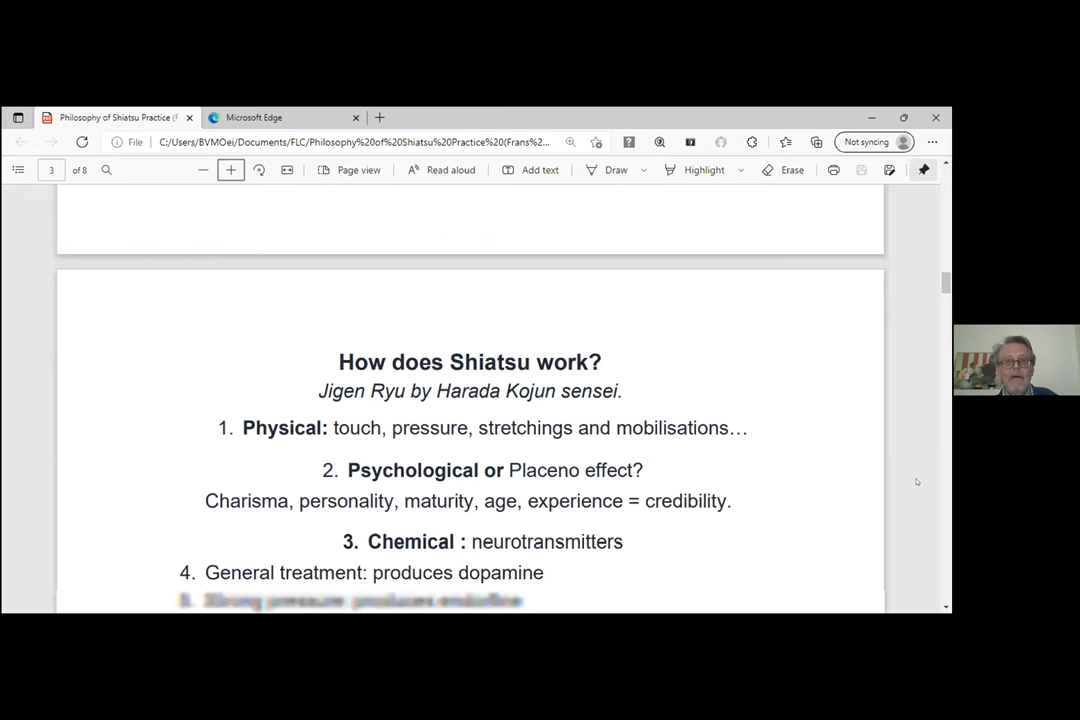 Philosophy of Shiatsu Practice (F
Microsoft Edge
File
C:/Users/BVMOei/Documents/FLC/Philosophy%20of%20Shiatsu%20Practice%20(Frans%2...
Not syncing
3 of 8
Page view
Read aloud
Add text
Draw
Highlight
Erase
How does Shiatsu work?
Jigen Ryu by Harada Kojun sensei.
1. Physical: touch, pressure, stretchings and mobilisations…
2. Psychological or Placeno effect?
Charisma, personality, maturity, age, experience = credibility.
3. Chemical : neurotransmitters
4. General treatment: produces dopamine